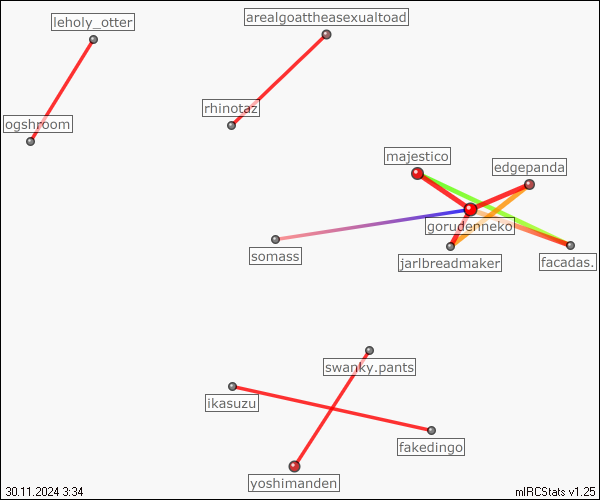 leholy_otter
arealgoattheasexualtoad
rhinotaz
ogshroom
majestico
edgepanda
gorudenneko
somass
jarlbreadmaker
facadas.
swanky.pants
ikasuzu
fakedingo
yoshimanden
30.11.2024 3:34
mIRCStats v1.25